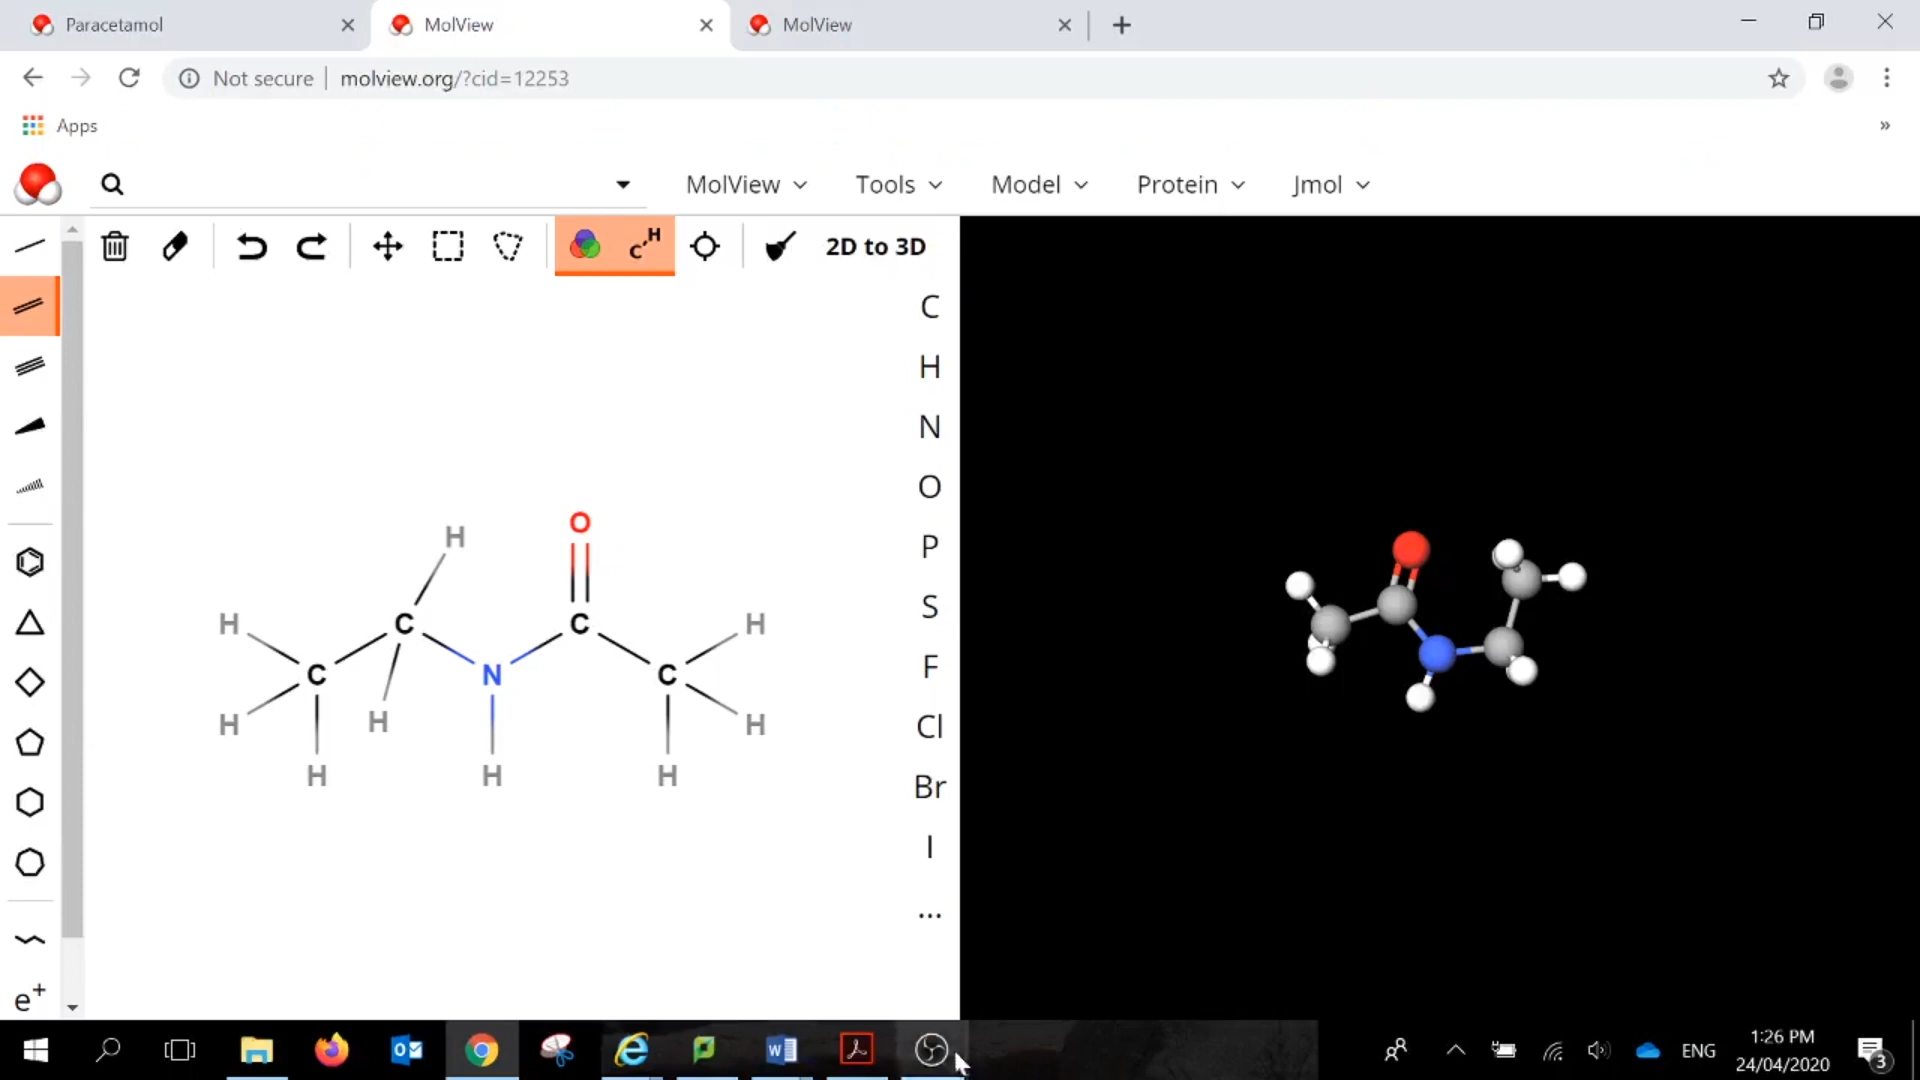 Paracetamol MolView MolView
Not secure molview.org/?cid=12253
Apps »
MolView Tools Model Protein Jmol
C H 2D to 3D
C
H
N
O
P
S
F
Cl
Br
I
...
H O
H C C H
C N C
H H H
H H H
e+
ENG 1:26 PM
24/04/2020 3